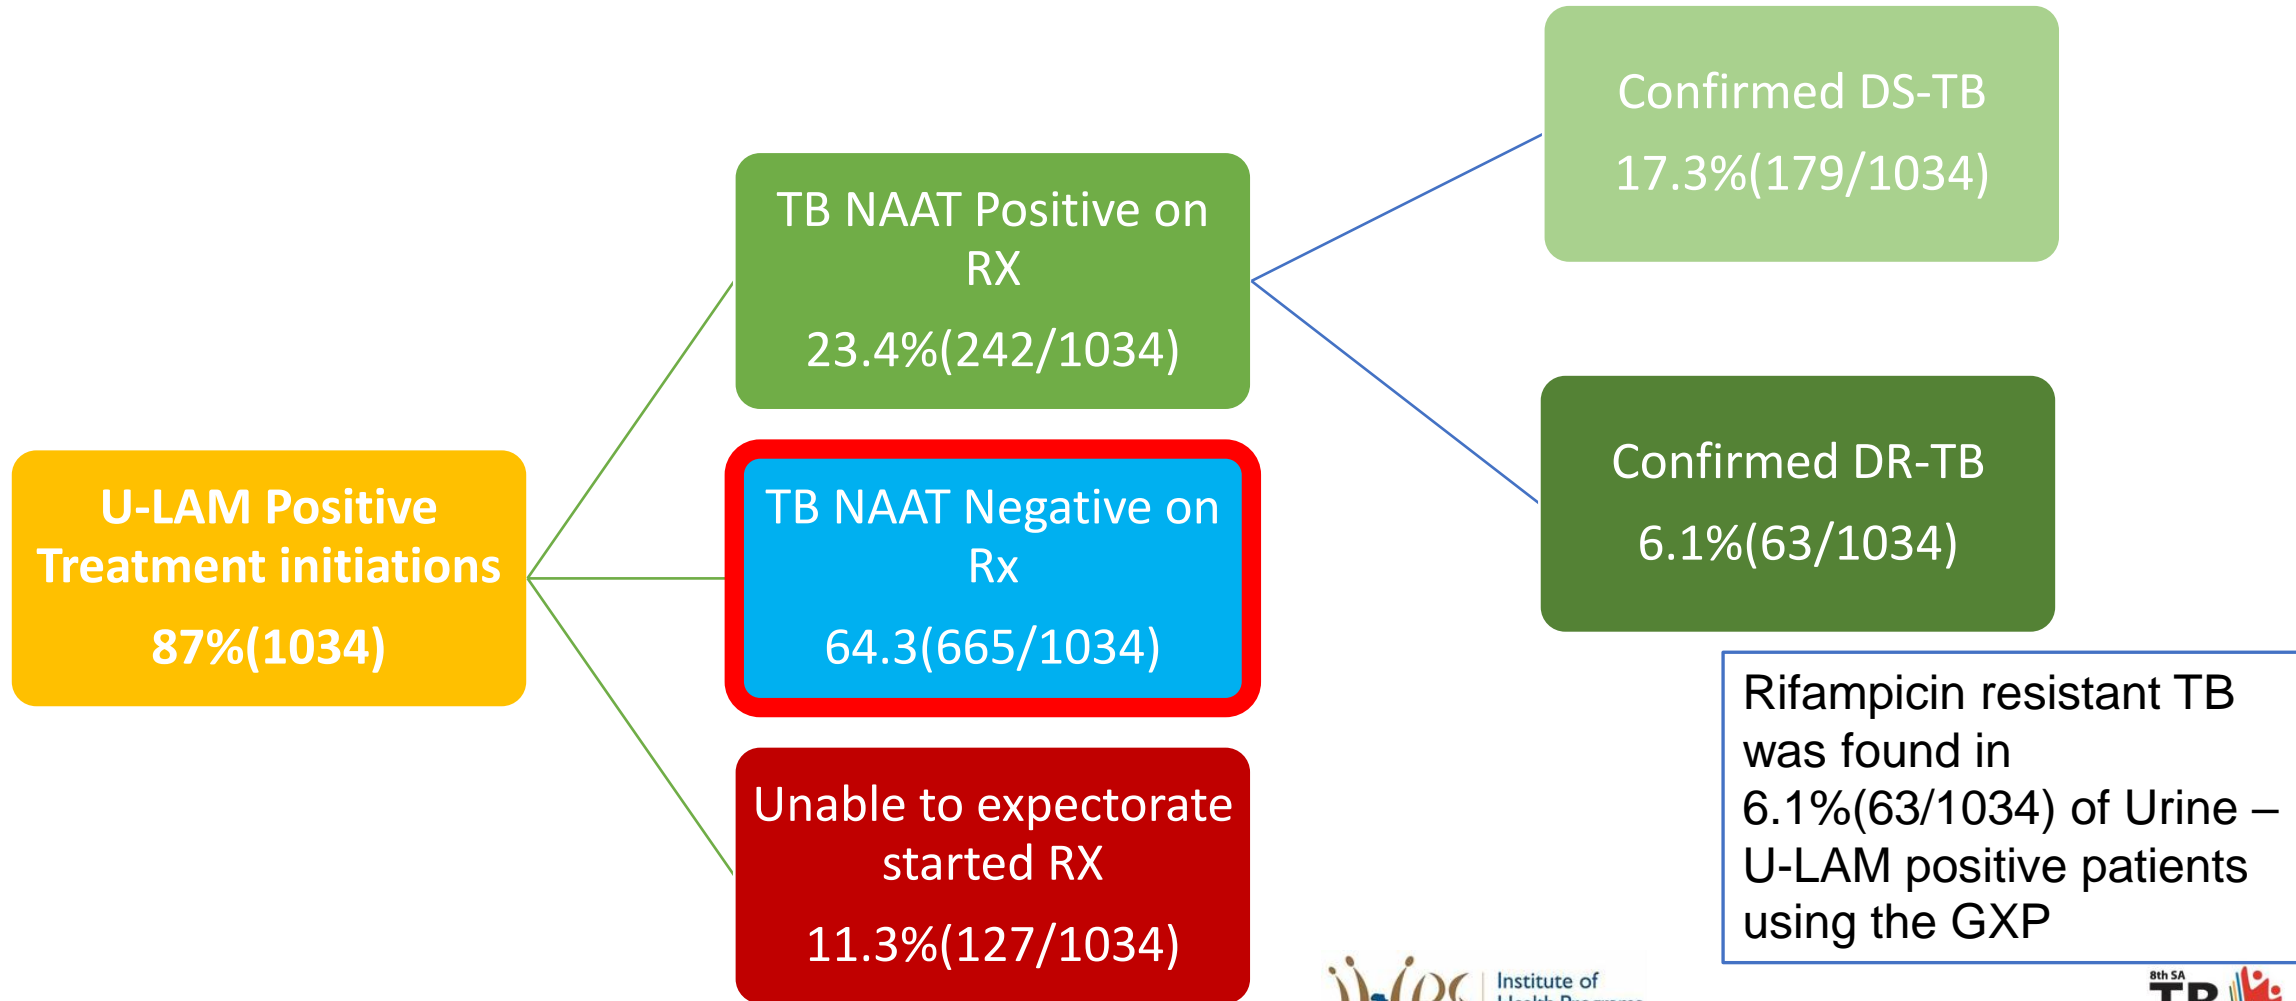 U-LAM Positive
Treatment initiations
87%(1034)
TB NAAT Positive on
RX
23.4%(242/1034)
TB NAAT Negative on
Rx
64.3(665/1034)
Unable to expectorate
started RX
11.3%(127/1034)
Confirmed DS-TB
17.3%(179/1034)
Confirmed DR-TB
6.1%(63/1034)
Rifampicin resistant TB
was found in
6.1%(63/1034) of Urine –
U-LAM positive patients
using the GXP
Institute of
8th SA
TB